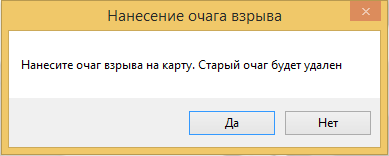 Нанесение очага взрыва
Нанесите очаг взрыва на карту. Старый очаг будет удален
Да
Нет